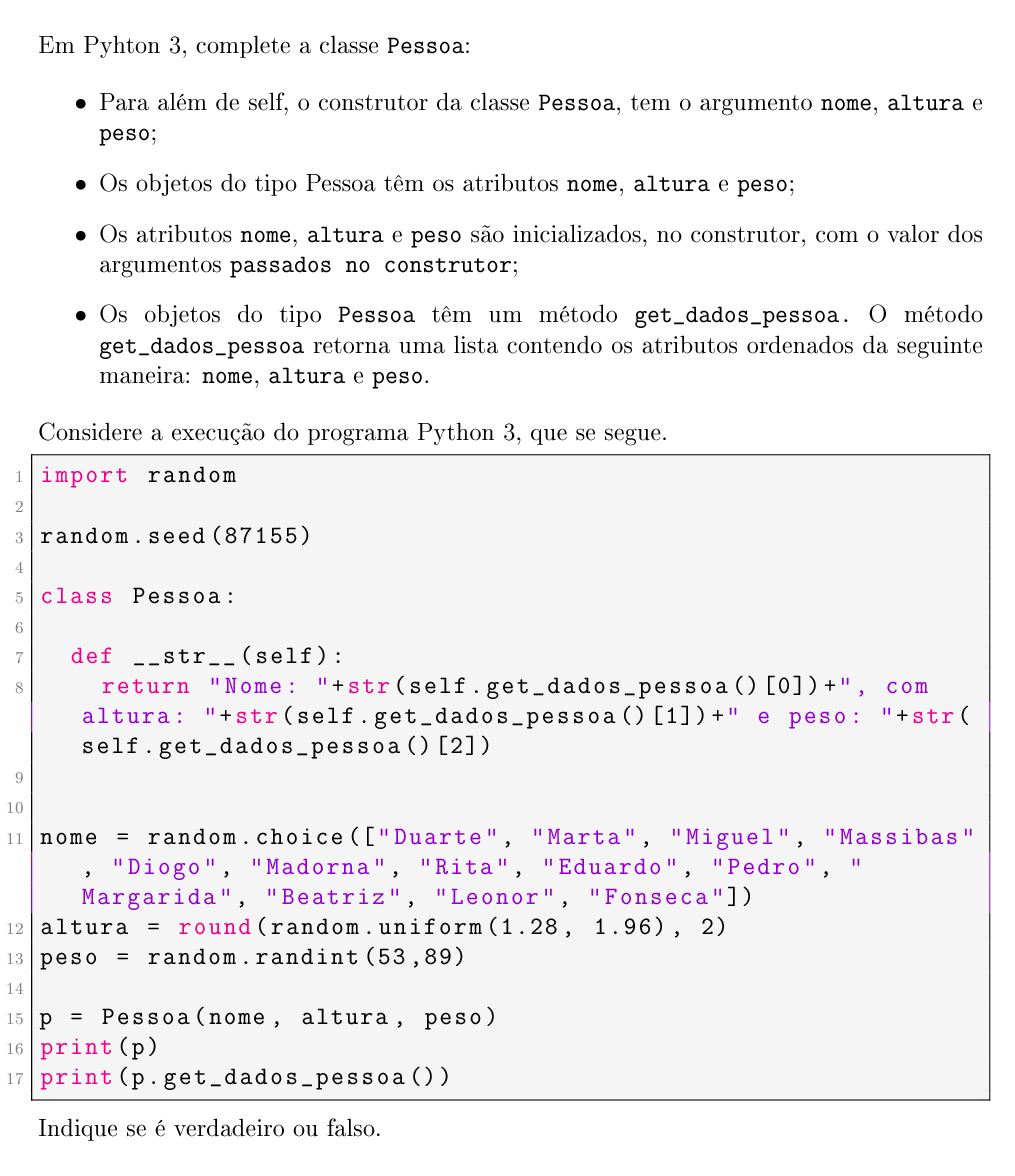 Em Pyhton 3, complete a classe Pessoa:
• Para além de self, o construtor da classe Pessoa, tem o argumento nome, altura e
peso;
• Os objetos do tipo Pessoa têm os atributos nome, altura e peso;
• Os atributos nome, altura e peso são inicializados, no construtor, com o valor dos
argumentos passados no construtor;
• Os objetos do tipo Pessoa têm um método get_dados_pessoa. O método
get_dados_pessoa retorna uma lista contendo os atributos ordenados da seguinte
maneira: nome, altura e peso.
Considere a execução do programa Python 3, que se segue.
1 import random
2
3 random.seed(87155)
4
5 class Pessoa:
6
7   def __str__(self):
8     return "Nome: "+str(self.get_dados_pessoa()[0])+", com
altura: "+str(self.get_dados_pessoa()[1])+" e peso: "+str(
self.get_dados_pessoa()[2])
9
10
11 nome = random.choice(["Duarte", "Marta", "Miguel", "Massibas"
, "Diogo", "Madorna", "Rita", "Eduardo", "Pedro", "
Margarida", "Beatriz", "Leonor", "Fonseca"])
12 altura = round(random.uniform(1.28, 1.96), 2)
13 peso = random.randint(53,89)
14
15 p = Pessoa(nome, altura, peso)
16 print(p)
17 print(p.get_dados_pessoa())
Indique se é verdadeiro ou falso.